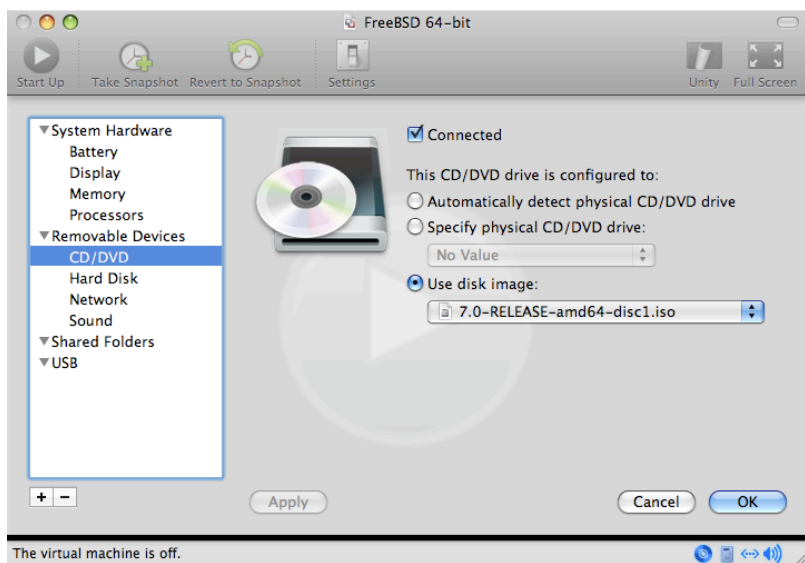 FreeBSD 64-bit
Start Up Take Snapshot Revert to Snapshot Settings Unity Full Screen
System Hardware
Battery
Display
Memory
Processors
Removable Devices
CD/DVD
Hard Disk
Network
Sound
Shared Folders
USB
Connected
This CD/DVD drive is configured to:
Automatically detect physical CD/DVD drive
Specify physical CD/DVD drive:
No Value
Use disk image:
7.0-RELEASE-amd64-disc1.iso
+ −
Apply Cancel OK
The virtual machine is off.